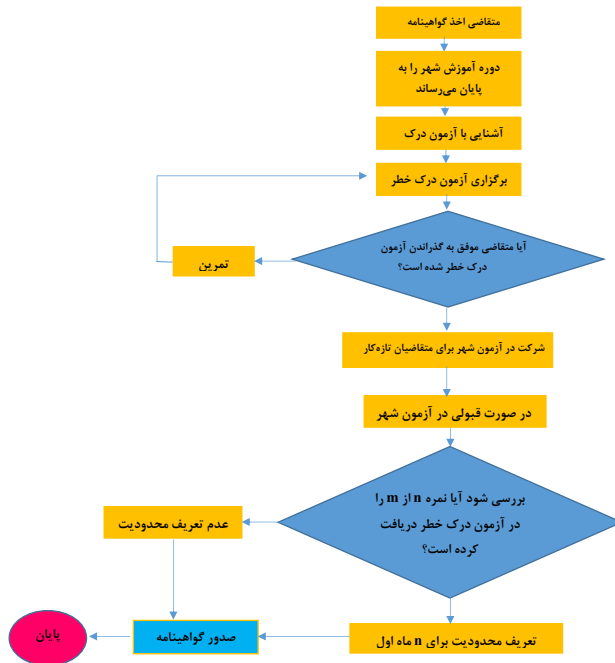 متقاضی اخذ گواهینامه
دوره آموزش شهر را به
پایان می‌رساند
آشنایی با آزمون درک
برگزاری آزمون درک خطر
آیا متقاضی موفق به گذراندن آزمون
درک خطر شده است؟
تمرین
شرکت در آزمون شهر برای متقاضیان تازه‌کار
در صورت قبولی در آزمون شهر
بررسی شود آیا نمره n از m را
در آزمون درک خطر دریافت
کرده است؟
عدم تعریف محدودیت
تعریف محدودیت برای n ماه اول
صدور گواهینامه
پایان